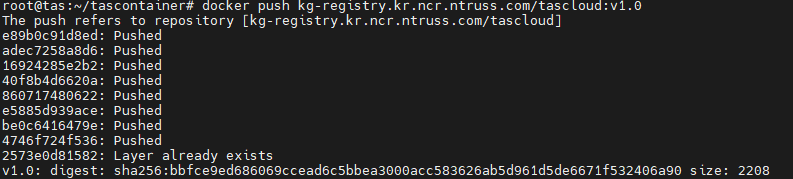 root@tas:~/tascontainer# docker push kg-registry.kr.ncr.ntruss.com/tascloud:v1.0
The push refers to repository [kg-registry.kr.ncr.ntruss.com/tascloud]
e89b0c91d8ed: Pushed
adec7258a8d6: Pushed
16924285e2b2: Pushed
40f8b4d6620a: Pushed
860717480622: Pushed
e5885d939ace: Pushed
be0c6416479e: Pushed
4746f724f536: Pushed
2573e0d81582: Layer already exists
v1.0: digest: sha256:bbfce9ed686069ccead6c5bbea3000acc583626ab5d961d5de6671f532406a90 size: 2208